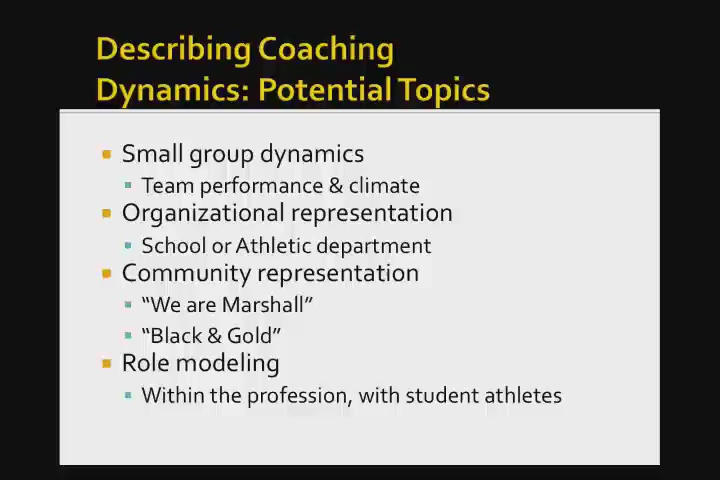 Describing Coaching
Dynamics: Potential Topics
Small group dynamics
Team performance & climate
Organizational representation
School or Athletic department
Community representation
“We are Marshall”
“Black & Gold”
Role modeling
Within the profession, with student athletes